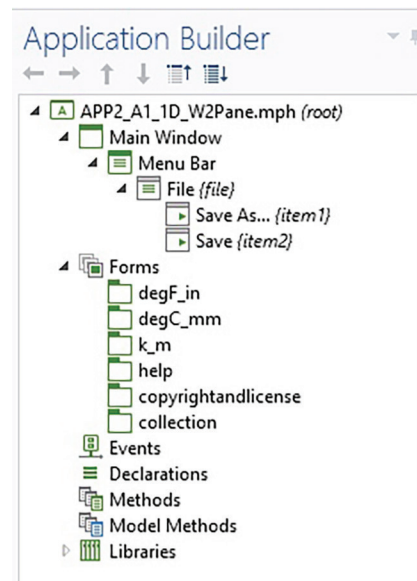 Application Builder
APP2_A1_1D_W2Pane.mph (root)
Main Window
Menu Bar
File {file}
Save As... {item1}
Save {item2}
Forms
degF_in
degC_mm
k_m
help
copyrightandlicense
collection
Events
Declarations
Methods
Model Methods
Libraries